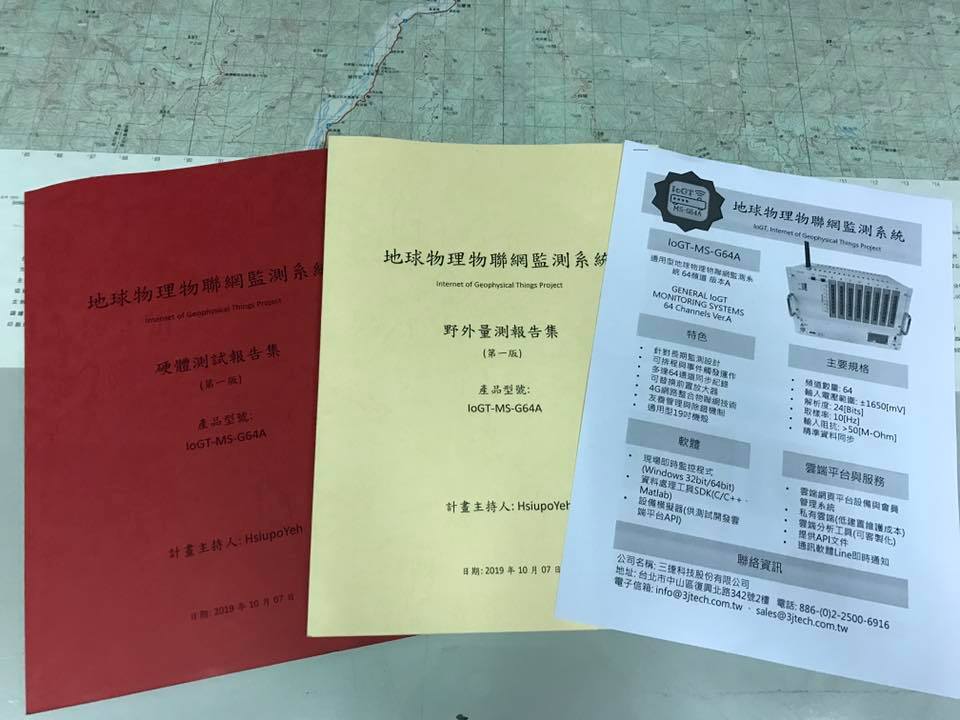 地球物理物聯網監測系統
Internet of Geophysical Things Project
硬體測試報告集
(第一版)
產品型號:
IoGT-MS-G64A
計畫主持人: HsiupoYeh
日期: 2019 年 10 月 07 日
地球物理物聯網監測系統
Internet of Geophysical Things Project
野外量測報告集
(第一版)
產品型號:
IoGT-MS-G64A
計畫主持人: HsiupoYeh
日期: 2019 年 10 月 07 日
IoGT
MS-G64A
地球物理物聯網監測系統
IoGT, Internet of Geophysical Things Project
IoGT-MS-G64A
通用型地球物理物聯網監測系
統 64頻道 版本A
GENERAL IoGT
MONITORING SYSTEMS
64 Channels Ver.A
特色
• 針對長期監測設計
• 可排程與事件觸發運作
• 多達64通道同步紀錄
• 可替換前置放大器
• 4G網路整合物聯網技術
• 友善管理與除錯機制
• 通用型19吋機殼
主要規格
• 頻道數量: 64
• 輸入電壓範圍: ±1650[mV]
• 解析度: 24[Bits]
• 取樣率: 10[Hz]
• 輸入阻抗: >50[M-Ohm]
• 精準資料同步
軟體
• 現場即時監控程式
(Windows 32bit/64bit)
• 資料處理工具SDK(C/C++、
Matlab)
• 設備模擬器(供測試開發雲
端平台API)
雲端平台與服務
• 雲端網頁平台設備與會員
管理系統
• 私有雲端(低建置維護成本)
• 雲端分析工具(可客製化)
• 提供API文件
• 通訊軟體Line即時通知
聯絡資訊
公司名稱: 三捷科技股份有限公司
地址: 台北市中山區復興北路342號2樓 電話: 886-(0)2-2500-6916
電子信箱: info@3jtech.com.tw 、 sales@3jtech.com.tw